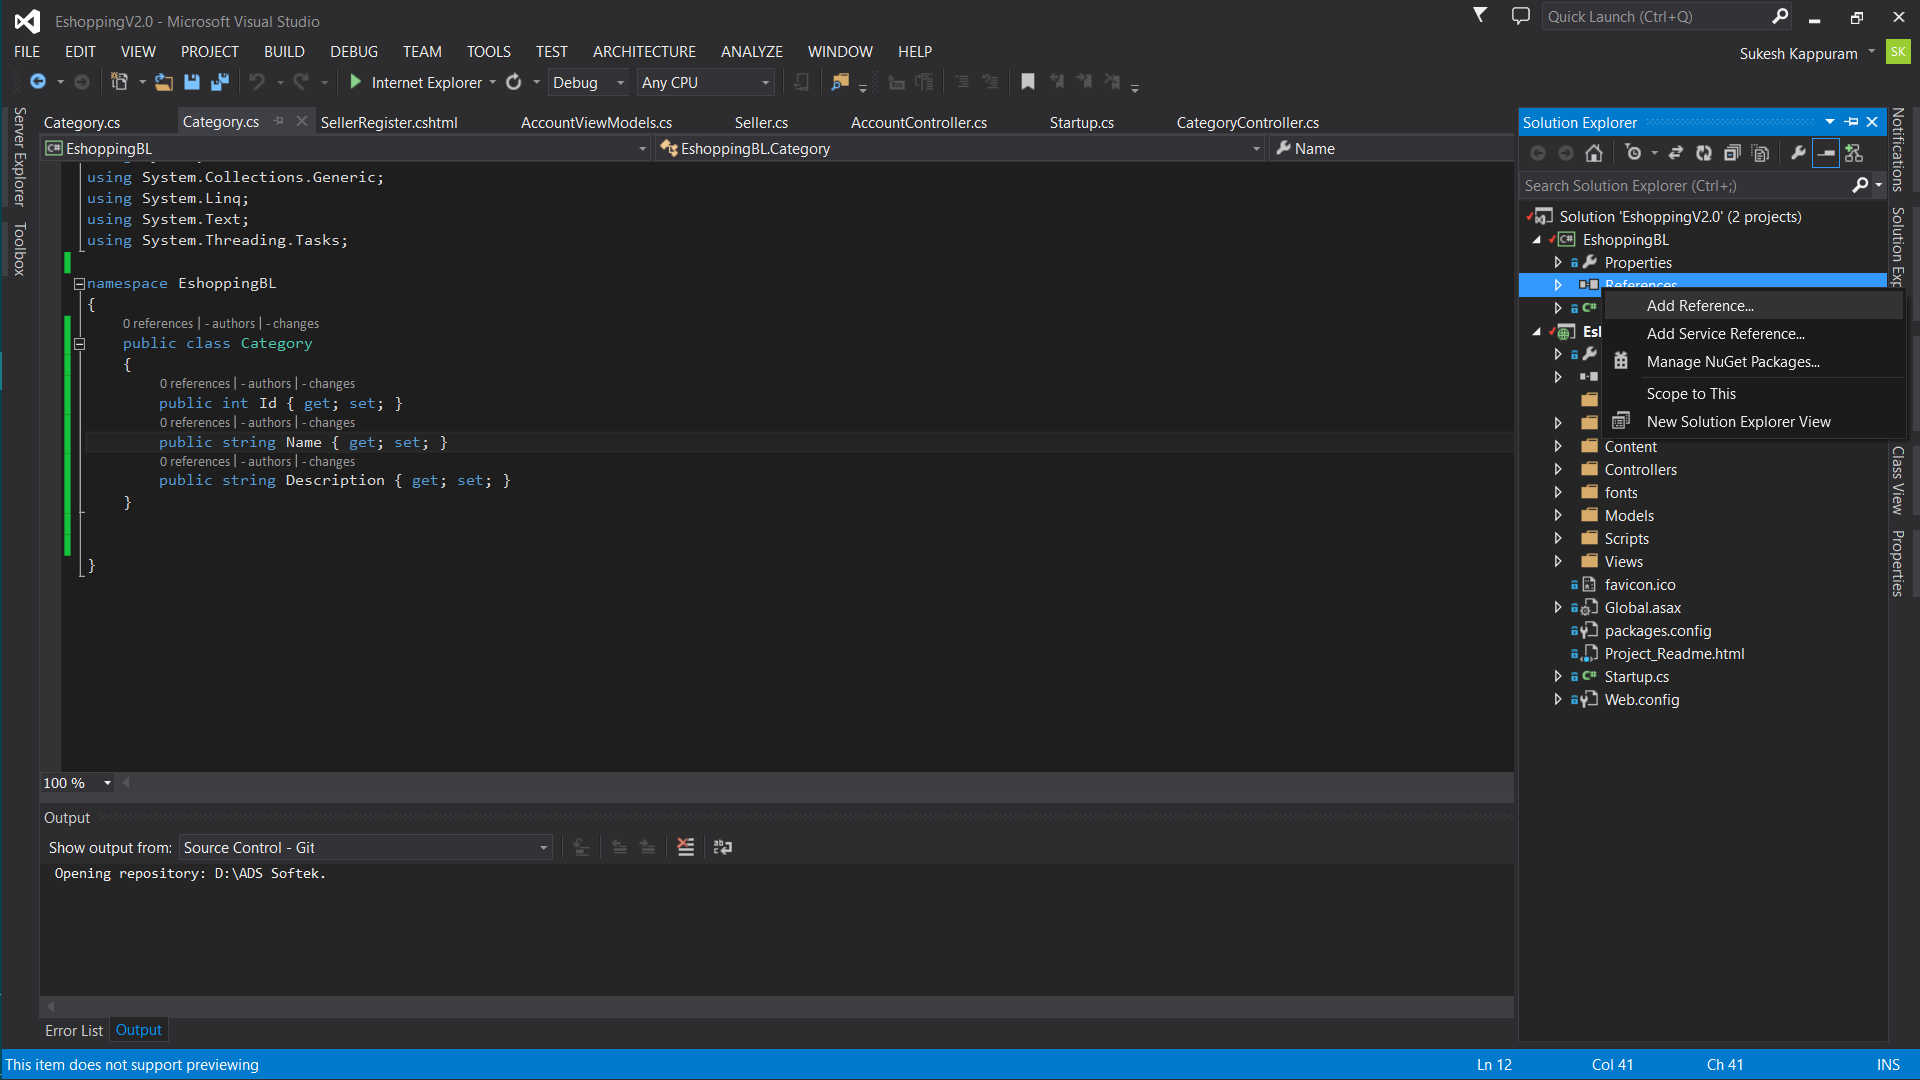 EshoppingV2.0 - Microsoft Visual Studio
Quick Launch (Ctrl+Q)
FILE EDIT VIEW PROJECT BUILD DEBUG TEAM TOOLS TEST ARCHITECTURE ANALYZE WINDOW HELP
Sukesh Kappuram SK
Internet Explorer Debug Any CPU
Server Explorer
Toolbox
Category.cs Category.cs SellerRegister.cshtml AccountViewModels.cs Seller.cs AccountController.cs Startup.cs CategoryController.cs
C# EshoppingBL EshoppingBL.Category Name
using System.Collections.Generic;
using System.Linq;
using System.Text;
using System.Threading.Tasks;
namespace EshoppingBL
{
0 references | - authors | - changes
public class Category
{
0 references | - authors | - changes
public int Id { get; set; }
0 references | - authors | - changes
public string Name { get; set; }
0 references | - authors | - changes
public string Description { get; set; }
}
}
100 %
Output
Show output from: Source Control - Git
Opening repository: D:\ADS Softek.
Error List Output
Solution Explorer
Search Solution Explorer (Ctrl+;)
Solution 'EshoppingV2.0' (2 projects)
C# EshoppingBL
Properties
References
C#
Add Reference...
Add Service Reference...
Manage NuGet Packages...
Scope to This
New Solution Explorer View
Content
Controllers
fonts
Models
Scripts
Views
favicon.ico
Global.asax
packages.config
Project_Readme.html
C# Startup.cs
Web.config
Notifications
Solution Exp
Class View
Properties
This item does not support previewing
Ln 12 Col 41 Ch 41 INS